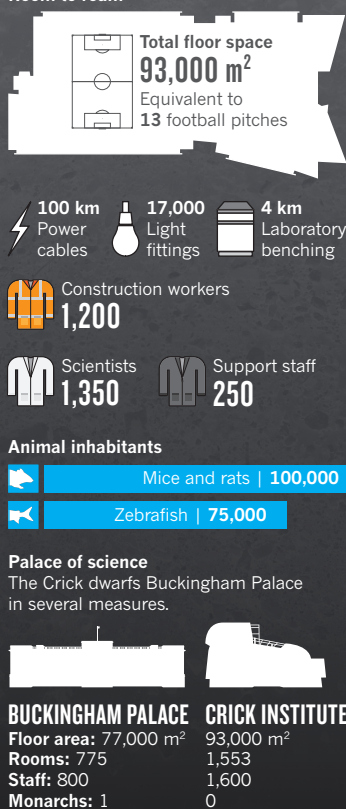 Total floor space
93,000 m²
Equivalent to
13 football pitches
100 km
Power
cables
17,000
Light
fittings
4 km
Laboratory
benching
Construction workers
1,200
Scientists
1,350
Support staff
250
Animal inhabitants
Mice and rats | 100,000
Zebrafish | 75,000
Palace of science
The Crick dwarfs Buckingham Palace
in several measures.
BUCKINGHAM PALACE
Floor area: 77,000 m²
Rooms: 775
Staff: 800
Monarchs: 1
CRICK INSTITUTE
93,000 m²
1,553
1,600
0